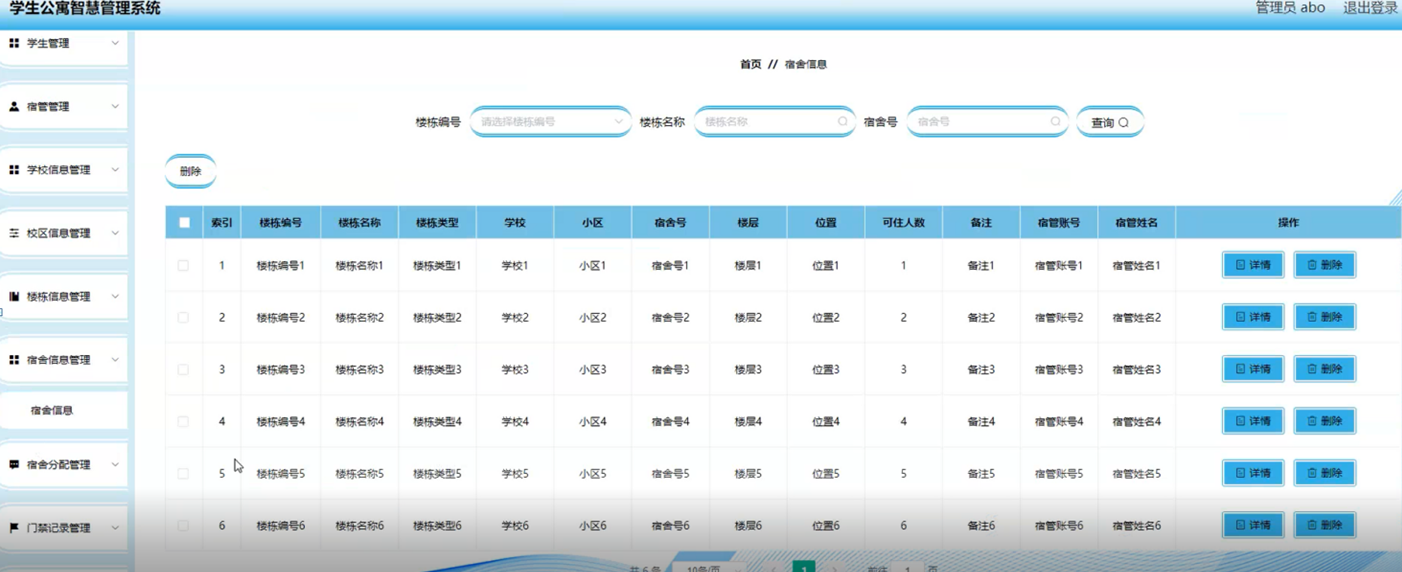 学生公寓智慧管理系统
管理员 abo 退出登录
学生管理
宿管管理
学校信息管理
校区信息管理
楼栋信息管理
宿舍信息管理
宿舍信息
宿舍分配管理
门禁记录管理
首页 // 宿舍信息
楼栋编号 请选择楼栋编号 楼栋名称 楼栋名称 宿舍号 宿舍号 查询
删除
索引 楼栋编号 楼栋名称 楼栋类型 学校 小区 宿舍号 楼层 位置 可住人数 备注 宿管账号 宿管姓名 操作
1 楼栋编号1 楼栋名称1 楼栋类型1 学校1 小区1 宿舍号1 楼层1 位置1 1 备注1 宿管账号1 宿管姓名1 详情 删除
2 楼栋编号2 楼栋名称2 楼栋类型2 学校2 小区2 宿舍号2 楼层2 位置2 2 备注2 宿管账号2 宿管姓名2 详情 删除
3 楼栋编号3 楼栋名称3 楼栋类型3 学校3 小区3 宿舍号3 楼层3 位置3 3 备注3 宿管账号3 宿管姓名3 详情 删除
4 楼栋编号4 楼栋名称4 楼栋类型4 学校4 小区4 宿舍号4 楼层4 位置4 4 备注4 宿管账号4 宿管姓名4 详情 删除
5 楼栋编号5 楼栋名称5 楼栋类型5 学校5 小区5 宿舍号5 楼层5 位置5 5 备注5 宿管账号5 宿管姓名5 详情 删除
6 楼栋编号6 楼栋名称6 楼栋类型6 学校6 小区6 宿舍号6 楼层6 位置6 6 备注6 宿管账号6 宿管姓名6 详情 删除
共 6 条 10条/页 1 前往 1 页